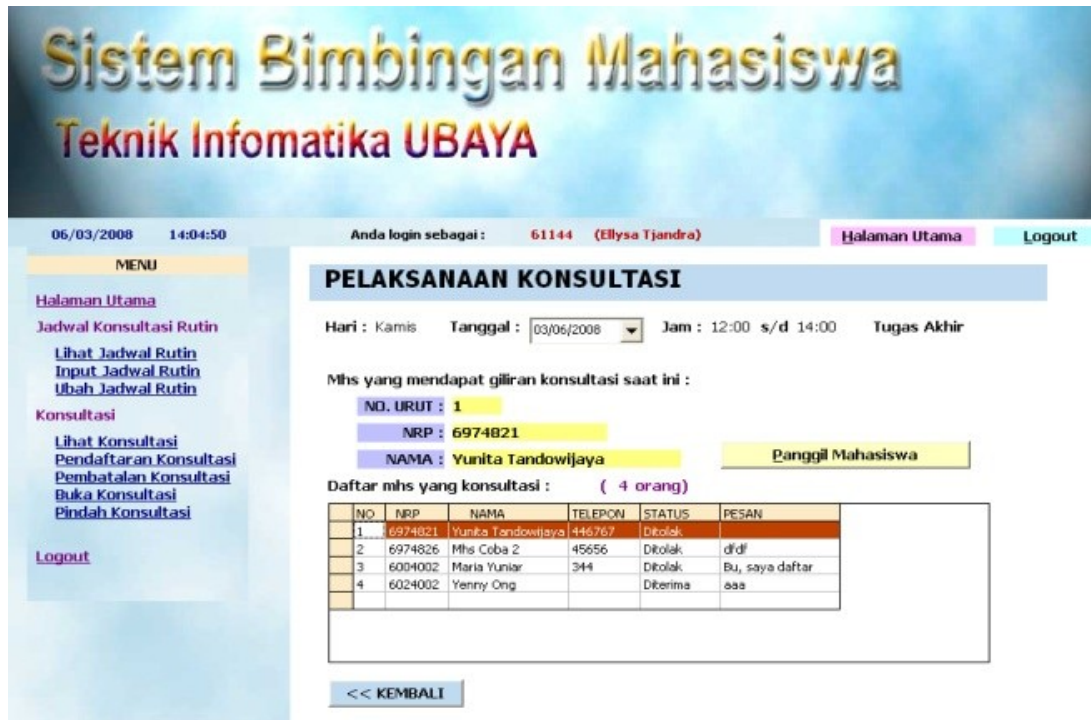 Sistem Bimbingan Mahasiswa
Teknik Infomatika UBAYA
06/03/2008 14:04:50 Anda login sebagai : 61144 (Ellysa Tjandra) Halaman Utama Logout
MENU
Halaman Utama
Jadwal Konsultasi Rutin
Lihat Jadwal Rutin
Input Jadwal Rutin
Ubah Jadwal Rutin
Konsultasi
Lihat Konsultasi
Pendaftaran Konsultasi
Pembatalan Konsultasi
Buka Konsultasi
Pindah Konsultasi
Logout
PELAKSANAAN KONSULTASI
Hari : Kamis Tanggal : 03/06/2008 Jam : 12:00 s/d 14:00 Tugas Akhir
Mhs yang mendapat giliran konsultasi saat ini :
NO. URUT : 1
NRP : 6974821
NAMA : Yunita Tandowijaya Panggil Mahasiswa
Daftar mhs yang konsultasi : ( 4 orang)
NO NRP NAMA TELEPON STATUS PESAN
1 6974821 Yunita Tandowijaya 446767 Ditolak
2 6974826 Mhs Coba 2 45656 Ditolak dfdf
3 6004002 Maria Yuniar 344 Ditolak Bu, saya daftar
4 6024002 Yenny Ong Diterima aaa
<< KEMBALI